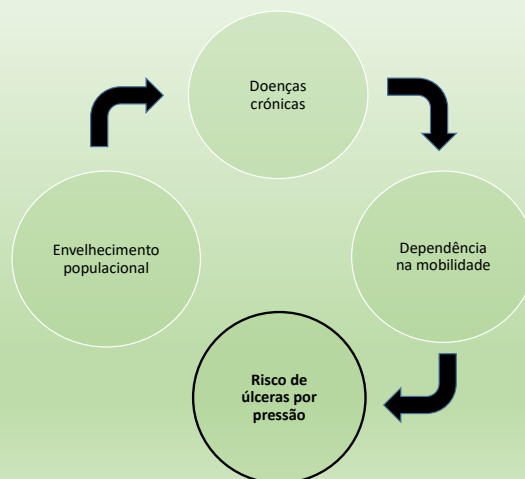 Doenças
crónicas
Envelhecimento
populacional
Dependência
na mobilidade
Risco de
úlceras por
pressão